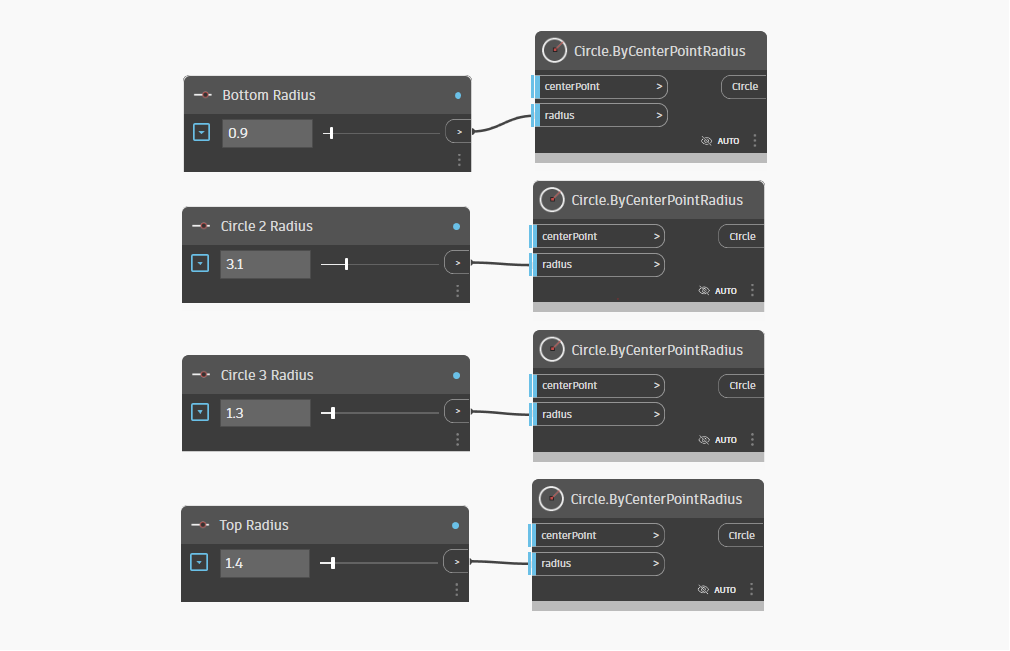 Circle.ByCenterPointRadius
centerPoint > Circle
radius >
AUTO
Bottom Radius
0.9 >
Circle.ByCenterPointRadius
centerPoint > Circle
radius >
AUTO
Circle 2 Radius
3.1 >
Circle.ByCenterPointRadius
centerPoint > Circle
radius >
AUTO
Circle 3 Radius
1.3 >
Circle.ByCenterPointRadius
centerPoint > Circle
radius >
AUTO
Top Radius
1.4 >